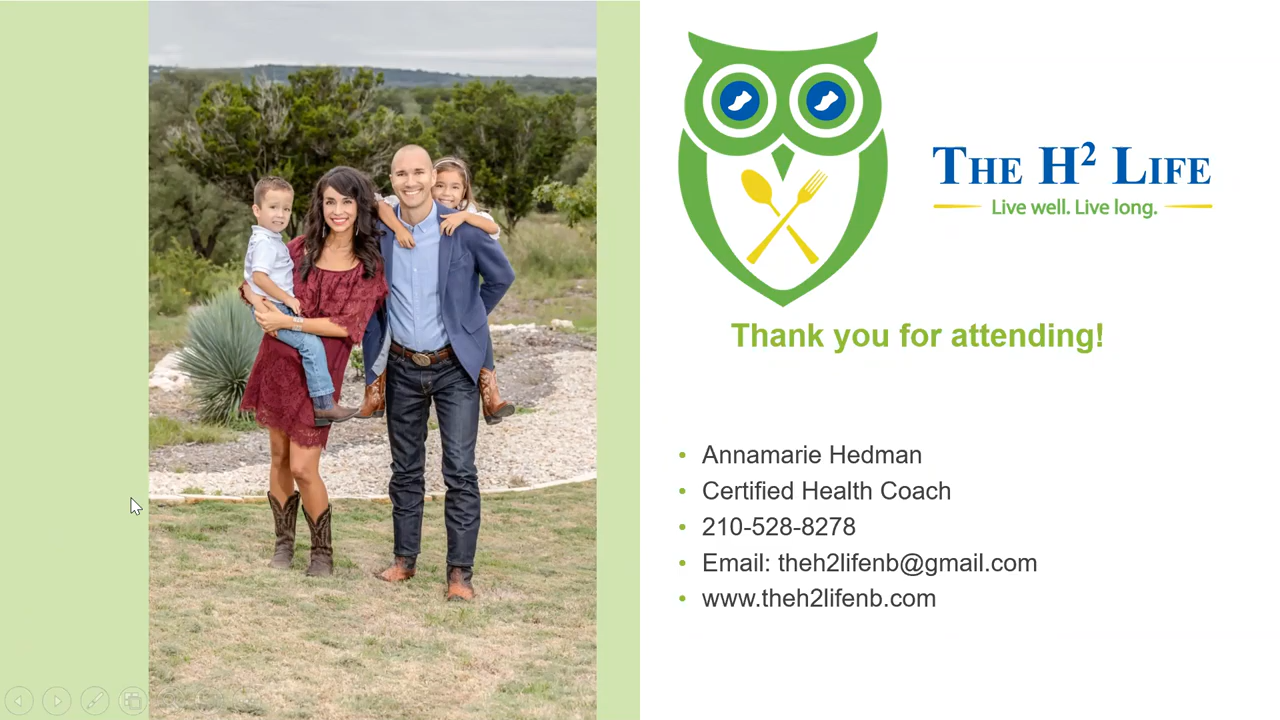 The H² Life
Live well. Live long.
Thank you for attending!
• Annamarie Hedman
• Certified Health Coach
• 210-528-8278
• Email: theh2lifenb@gmail.com
• www.theh2lifenb.com